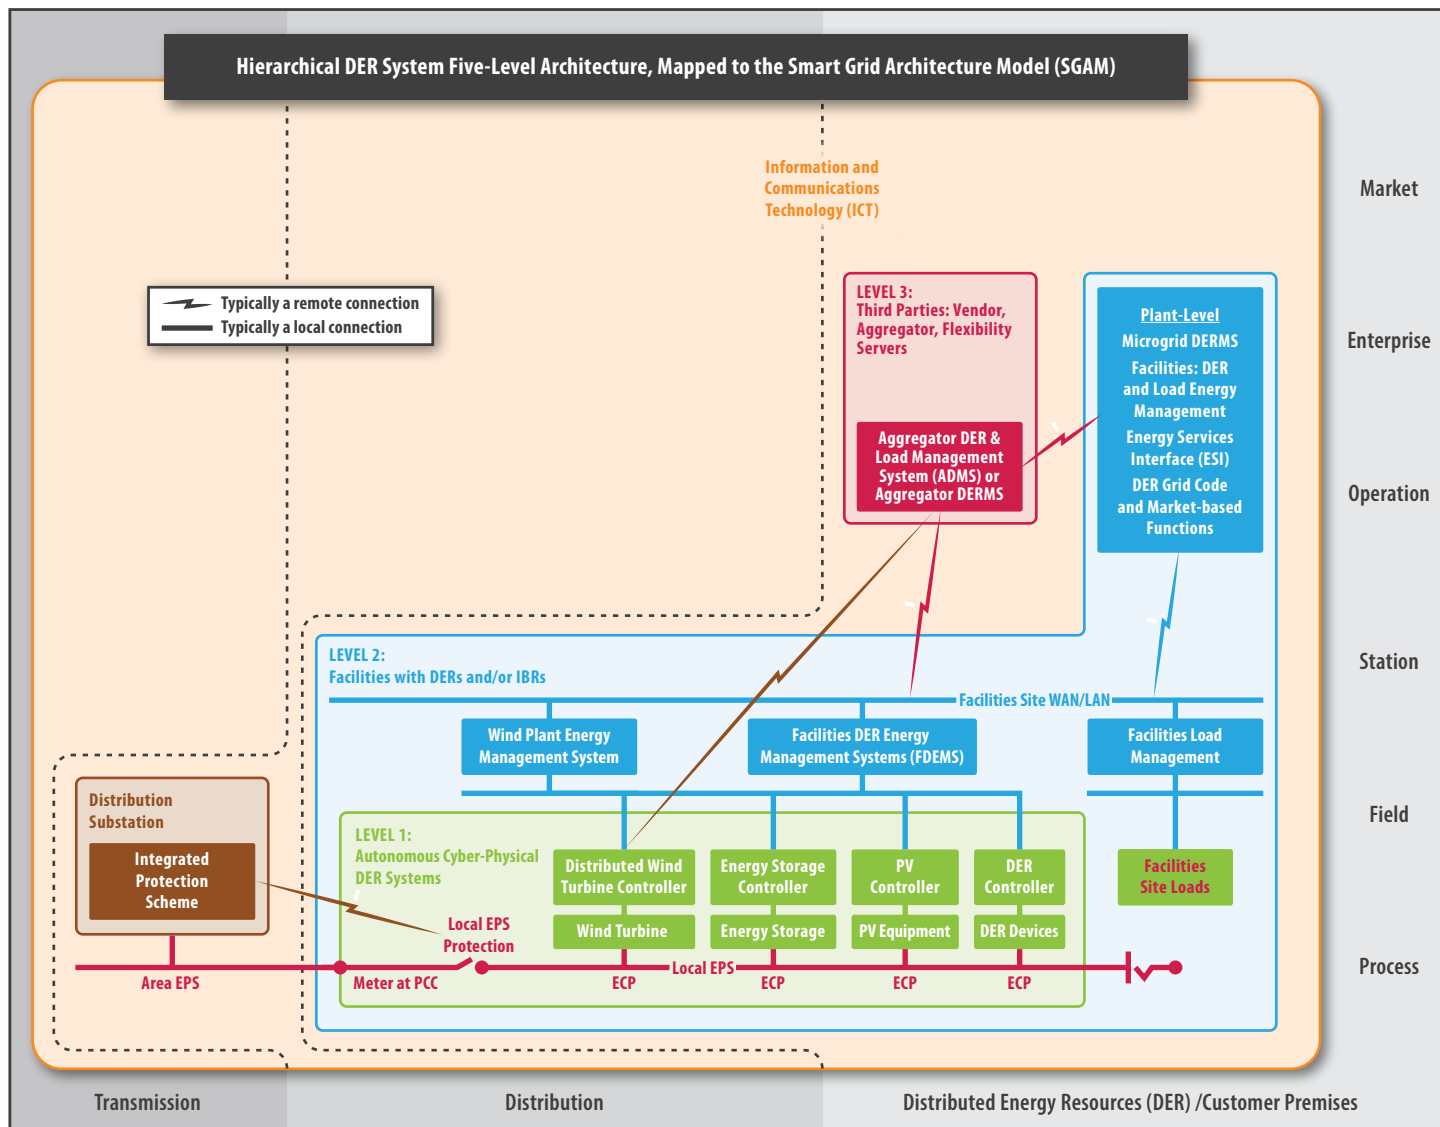 Hierarchical DER System Five-Level Architecture, Mapped to the Smart Grid Architecture Model (SGAM)
Information and
Communications
Technology (ICT)
Market
Typically a remote connection
Typically a local connection
LEVEL 3:
Third Parties: Vendor,
Aggregator, Flexibility
Servers
Aggregator DER &
Load Management
System (ADMS) or
Aggregator DERMS
Plant-Level
Microgrid DERMS
Facilities: DER
and Load Energy
Management
Energy Services
Interface (ESI)
DER Grid Code
and Market-based
Functions
Enterprise
Operation
LEVEL 2:
Facilities with DERs and/or IBRs
Station
Facilities Site WAN/LAN
Wind Plant Energy
Management System
Facilities DER Energy
Management Systems (FDEMS)
Facilities Load
Management
Distribution
Substation
Integrated
Protection
Scheme
Field
LEVEL 1:
Autonomous Cyber-Physical
DER Systems
Distributed Wind
Turbine Controller
Energy Storage
Controller
PV
Controller
DER
Controller
Facilities
Site Loads
Local EPS
Protection
Wind Turbine
Energy Storage
PV Equipment
DER Devices
Local EPS
Process
Area EPS
Meter at PCC
ECP
ECP
ECP
ECP
Transmission
Distribution
Distributed Energy Resources (DER) /Customer Premises